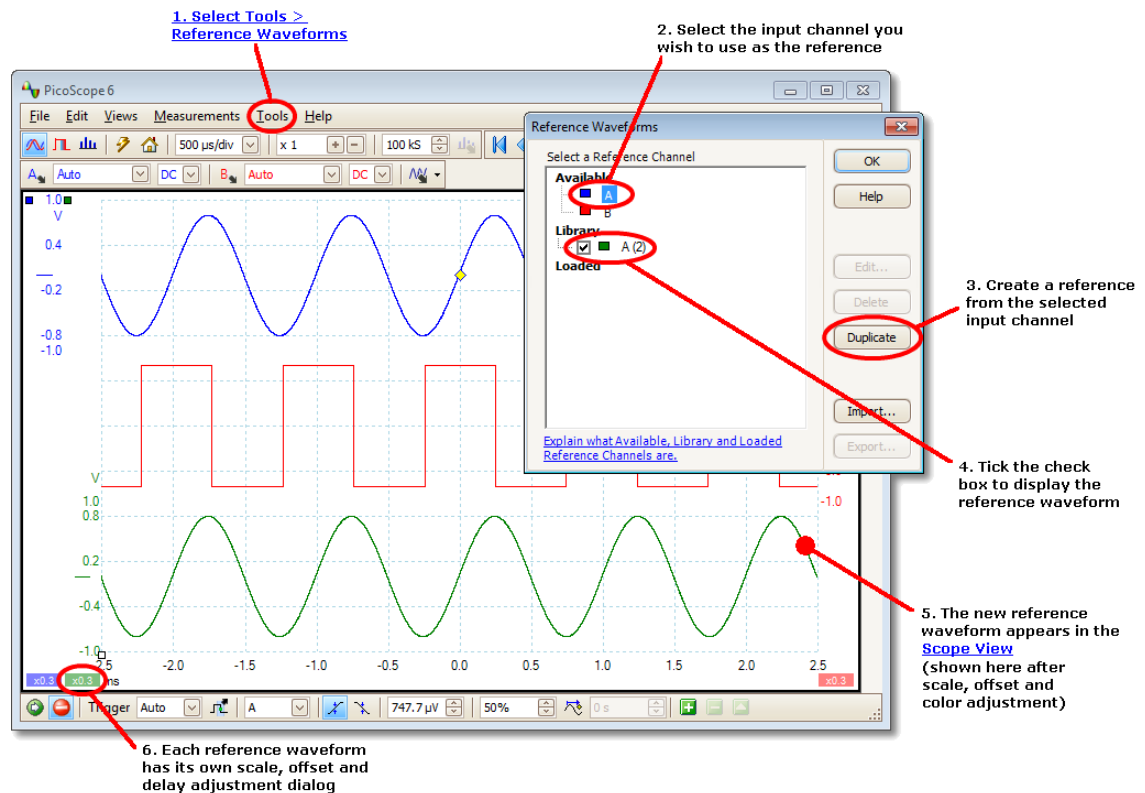 1. Select Tools >
Reference Waveforms
2. Select the input channel you
wish to use as the reference
PicoScope 6
File Edit Views Measurements Tools Help
500 µs/div x 1 + - 100 kS
A Auto DC B Auto DC
Reference Waveforms
Select a Reference Channel
Available
A
B
Library
A (2)
Loaded
OK
Help
Edit...
Delete
Duplicate
Import...
Export...
Explain what Available, Library and Loaded
Reference Channels are.
3. Create a reference
from the selected
input channel
4. Tick the check
box to display the
reference waveform
5. The new reference
waveform appears in the
Scope View
(shown here after
scale, offset and
color adjustment)
1.0
V
0.4
-0.2
-0.8
-1.0
V
1.0
0.8
0.2
-0.4
-1.0
-1.0
2.5 -2.0 -1.5 -1.0 -0.5 0.0 0.5 1.0 1.5 2.0 2.5
x0.3 x0.3 ms x0.3
Trigger Auto A 747.7 µV 50% 0 s
6. Each reference waveform
has its own scale, offset and
delay adjustment dialog